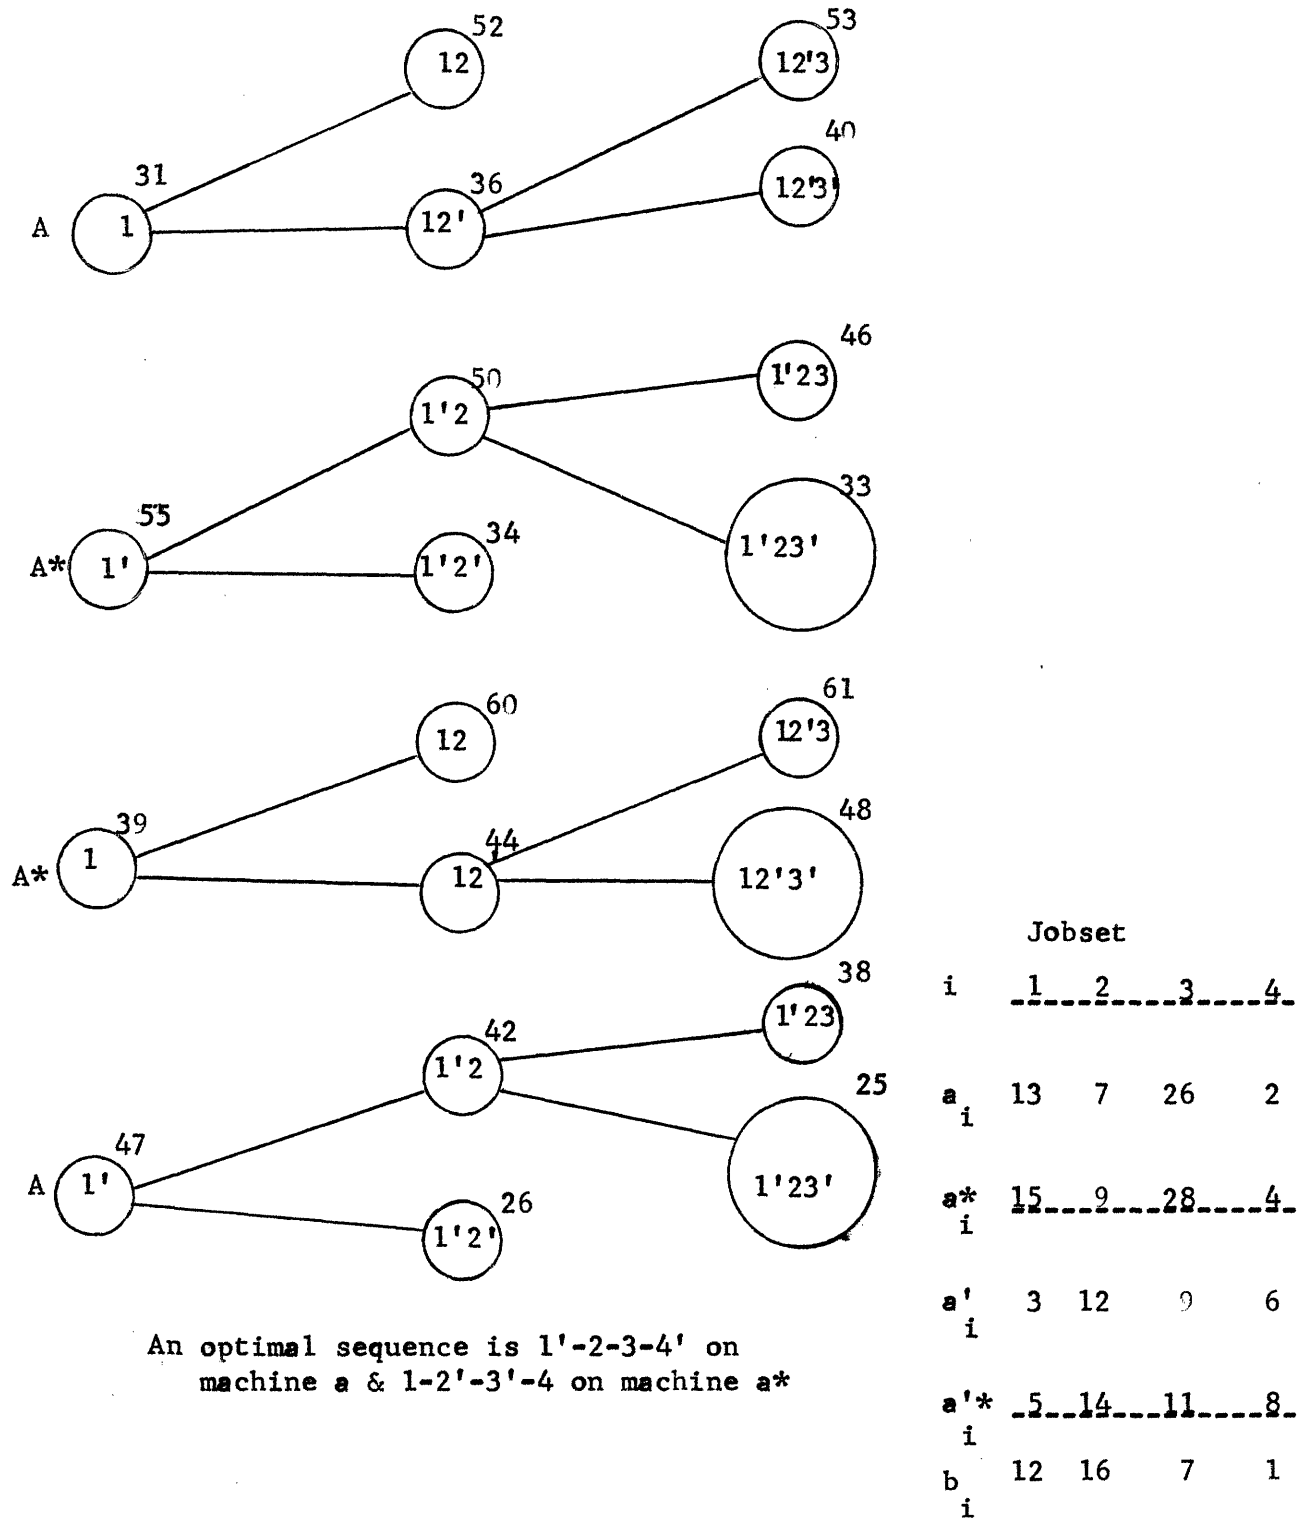 52
12
53
12'3
40
12'3'
31
A 1
36
12'
46
1'23
50
1'2
33
1'23'
55
A* 1'
34
1'2'
60
12
61
12'3
39
A* 1
44
12
48
12'3'
38
1'23
42
1'2
25
1'23'
47
A 1'
26
1'2'
An optimal sequence is 1'-2-3-4' on
machine a & 1-2'-3'-4 on machine a*
Jobset
i 1 2 3 4
a i 13 7 26 2
a* i 15 9 28 4
a' i 3 12 9 6
a'* i 5 14 11 8
b i 12 16 7 1